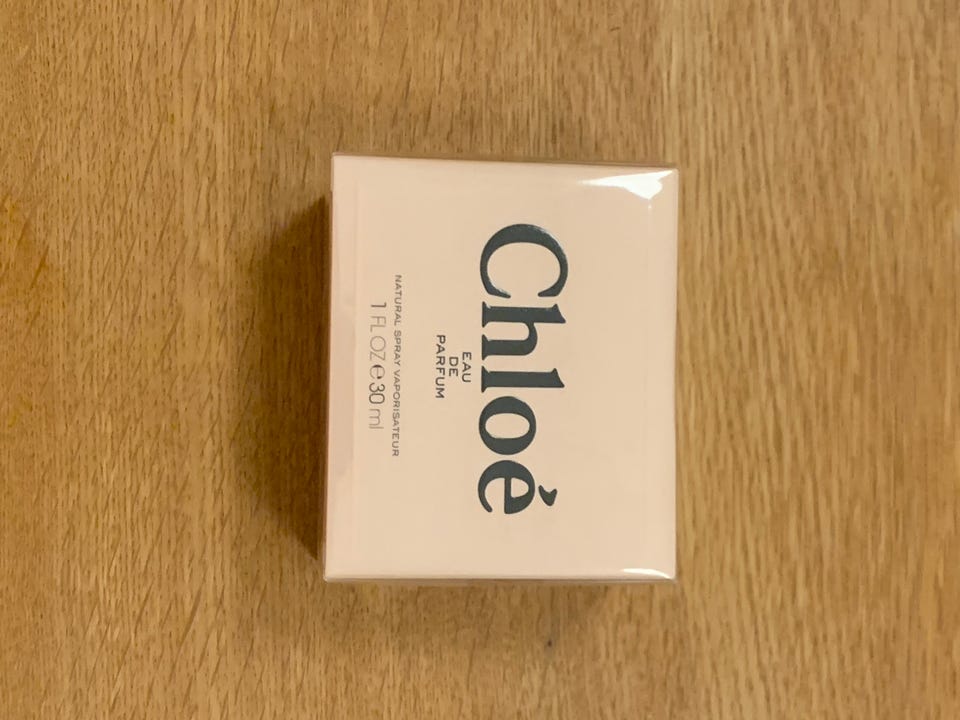 Chloé
EAU
DE
PARFUM
NATURAL SPRAY VAPORISATEUR
1 FL OZ ℮ 30 ml